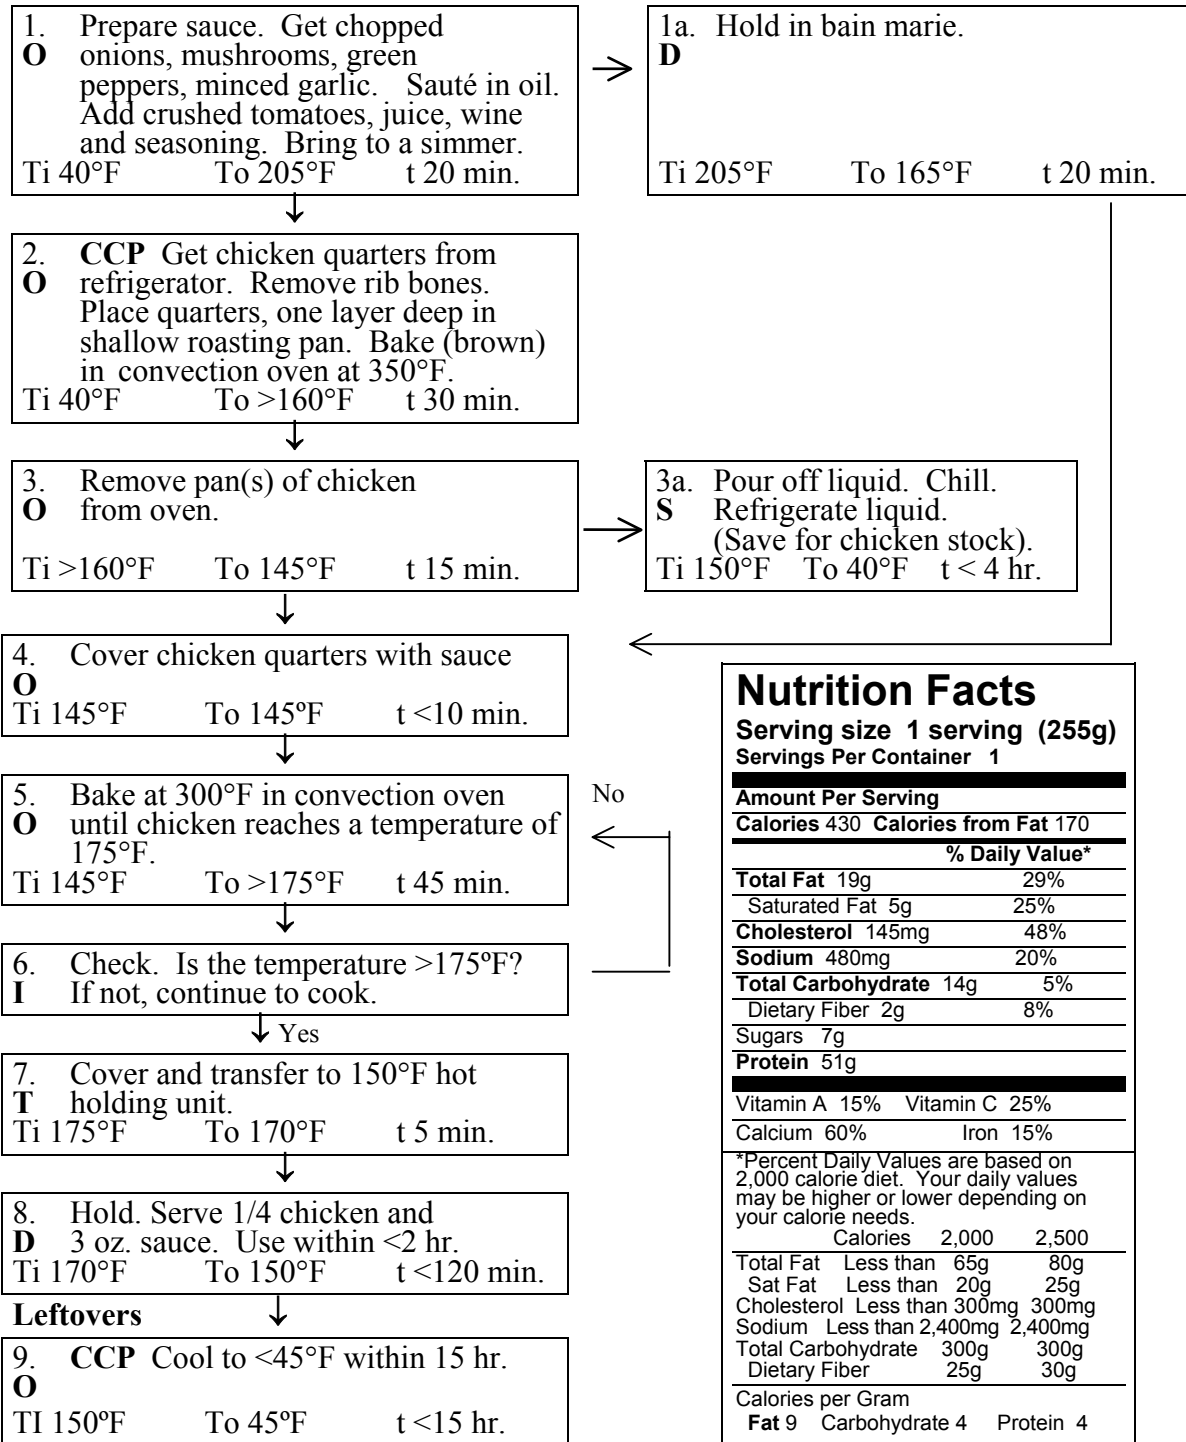 1. Prepare sauce. Get chopped
O onions, mushrooms, green
peppers, minced garlic. Sauté in oil.
Add crushed tomatoes, juice, wine
and seasoning. Bring to a simmer.
Ti 40°F To 205°F t 20 min.
1a. Hold in bain marie.
D
Ti 205°F To 165°F t 20 min.
2. CCP Get chicken quarters from
O refrigerator. Remove rib bones.
Place quarters, one layer deep in
shallow roasting pan. Bake (brown)
in convection oven at 350°F.
Ti 40°F To >160°F t 30 min.
3. Remove pan(s) of chicken
O from oven.
Ti >160°F To 145°F t 15 min.
3a. Pour off liquid. Chill.
S Refrigerate liquid.
(Save for chicken stock).
Ti 150°F To 40°F t < 4 hr.
4. Cover chicken quarters with sauce
O
Ti 145°F To 145ºF t <10 min.
5. Bake at 300°F in convection oven
O until chicken reaches a temperature of
175°F.
Ti 145°F To >175°F t 45 min.
No
6. Check. Is the temperature >175ºF?
I If not, continue to cook.
Yes
7. Cover and transfer to 150°F hot
T holding unit.
Ti 175°F To 170°F t 5 min.
8. Hold. Serve 1/4 chicken and
D 3 oz. sauce. Use within <2 hr.
Ti 170°F To 150°F t <120 min.
Leftovers
9. CCP Cool to <45°F within 15 hr.
O
TI 150ºF To 45ºF t <15 hr.
Nutrition Facts
Serving size 1 serving (255g)
Servings Per Container 1
Amount Per Serving
Calories 430 Calories from Fat 170
% Daily Value*
Total Fat 19g 29%
Saturated Fat 5g 25%
Cholesterol 145mg 48%
Sodium 480mg 20%
Total Carbohydrate 14g 5%
Dietary Fiber 2g 8%
Sugars 7g
Protein 51g
Vitamin A 15% Vitamin C 25%
Calcium 60% Iron 15%
*Percent Daily Values are based on
2,000 calorie diet. Your daily values
may be higher or lower depending on
your calorie needs.
Calories 2,000 2,500
Total Fat Less than 65g 80g
Sat Fat Less than 20g 25g
Cholesterol Less than 300mg 300mg
Sodium Less than 2,400mg 2,400mg
Total Carbohydrate 300g 300g
Dietary Fiber 25g 30g
Calories per Gram
Fat 9 Carbohydrate 4 Protein 4